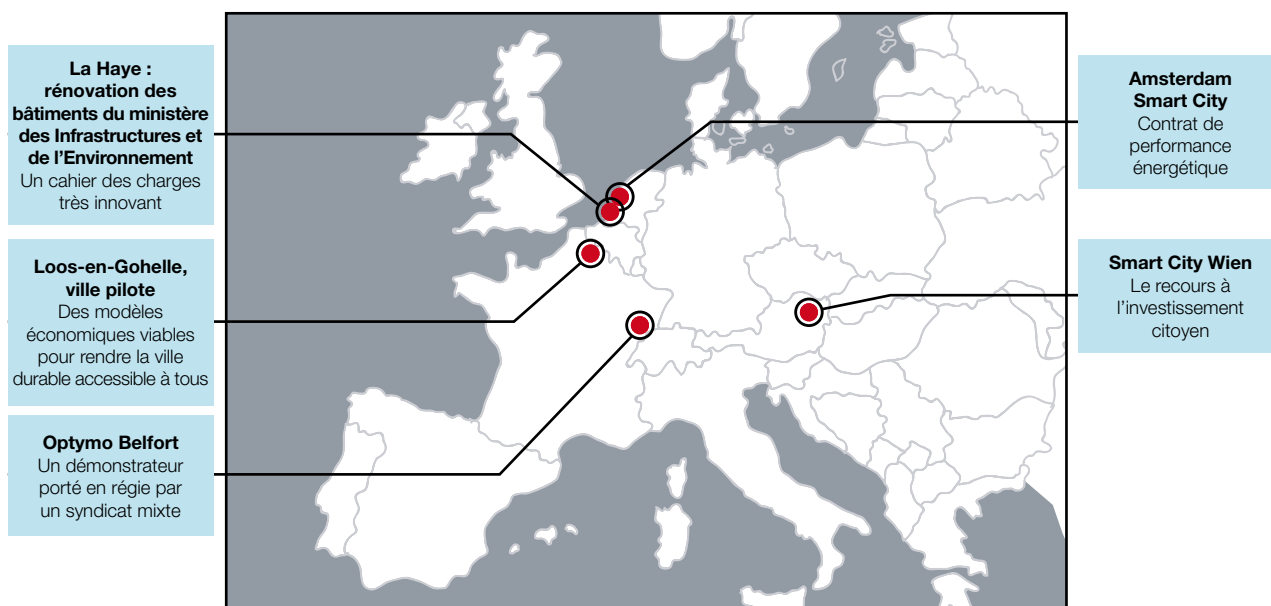 La Haye :
rénovation des
bâtiments du ministère
des Infrastructures et
de l’Environnement
Un cahier des charges
très innovant
Loos-en-Gohelle,
ville pilote
Des modèles
économiques viables
pour rendre la ville
durable accessible à tous
Optymo Belfort
Un démonstrateur
porté en régie par
un syndicat mixte
Amsterdam
Smart City
Contrat de
performance
énergétique
Smart City Wien
Le recours à
l’investissement
citoyen